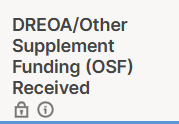 DREOA/Other
Supplement
Funding (OSF)
Received